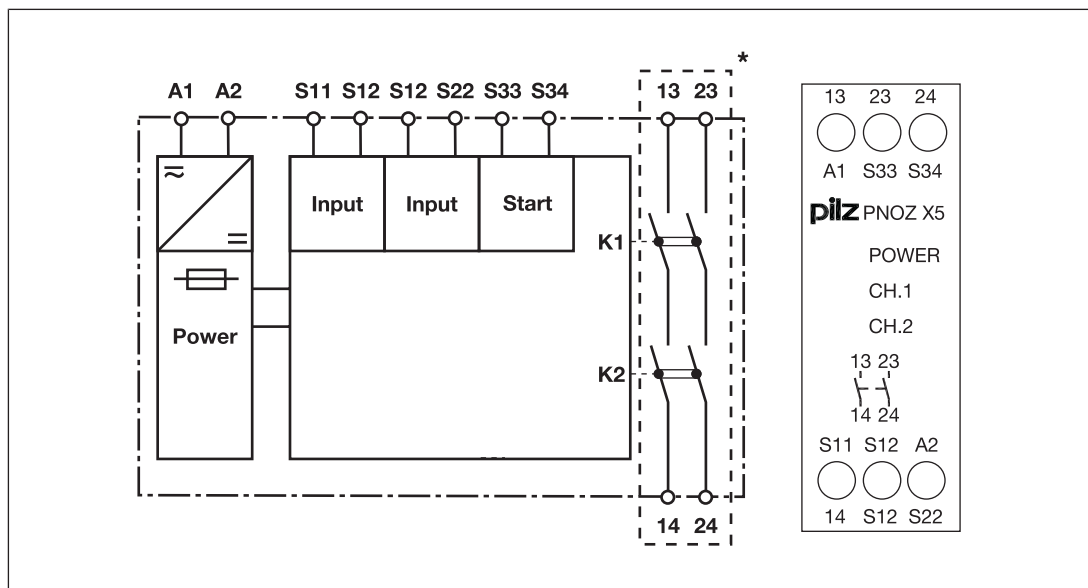 *
A1 A2 S11 S12 S12 S22 S33 S34 13 23
Input Input Start
Power
K1
K2
14 24
13 23 24
A1 S33 S34
pilz PNOZ X5
POWER
CH.1
CH.2
13 23
14 24
S11 S12 A2
14 S12 S22